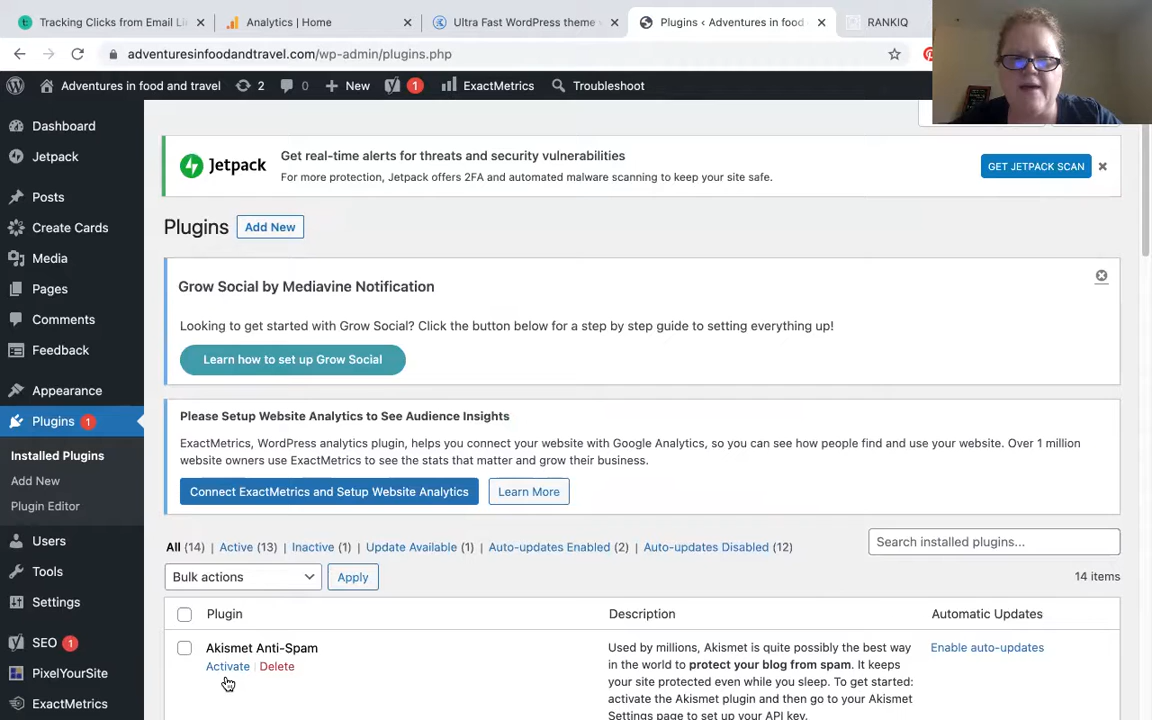 Tracking Clicks from Email Li
Analytics | Home
Ultra Fast WordPress theme
Plugins ‹ Adventures in food
RANKIQ
adventuresinfoodandtravel.com/wp-admin/plugins.php
Adventures in food and travel 2 0 1 New ExactMetrics Troubleshoot
Dashboard
Jetpack
Posts
Create Cards
Media
Pages
Comments
Feedback
Appearance
Plugins 1
Installed Plugins
Add New
Plugin Editor
Users
Tools
Settings
SEO 1
PixelYourSite
ExactMetrics
Jetpack
Get real-time alerts for threats and security vulnerabilities
For more protection, Jetpack offers 2FA and automated malware scanning to keep your site safe.
GET JETPACK SCAN
Plugins Add New
Grow Social by Mediavine Notification
Looking to get started with Grow Social? Click the button below for a step by step guide to setting everything up!
Learn how to set up Grow Social
Please Setup Website Analytics to See Audience Insights
ExactMetrics, WordPress analytics plugin, helps you connect your website with Google Analytics, so you can see how people find and use your website. Over 1 million
website owners use ExactMetrics to see the stats that matter and grow their business.
Connect ExactMetrics and Setup Website Analytics Learn More
All (14) | Active (13) | Inactive (1) | Update Available (1) | Auto-updates Enabled (2) | Auto-updates Disabled (12)
Search installed plugins...
Bulk actions Apply
14 items
Plugin Description Automatic Updates
Akismet Anti-Spam
Activate | Delete
Used by millions, Akismet is quite possibly the best way
in the world to protect your blog from spam. It keeps
your site protected even while you sleep. To get started:
activate the Akismet plugin and then go to your Akismet
Settings page to set up your API key.
Enable auto-updates